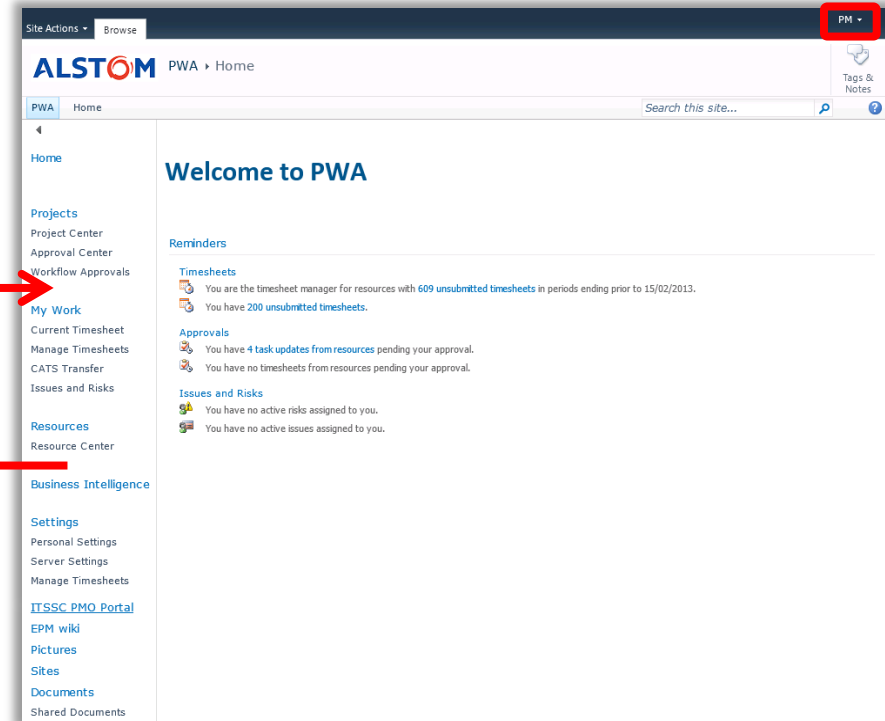 Site Actions Browse PM
ALSTOM PWA Home
Tags & Notes
PWA Home Search this site...
Home
Welcome to PWA
Projects
Project Center
Approval Center
Workflow Approvals
My Work
Current Timesheet
Manage Timesheets
CATS Transfer
Issues and Risks
Resources
Resource Center
Business Intelligence
Settings
Personal Settings
Server Settings
Manage Timesheets
ITSSC PMO Portal
EPM wiki
Pictures
Sites
Documents
Shared Documents
Reminders
Timesheets
You are the timesheet manager for resources with 609 unsubmitted timesheets in periods ending prior to 15/02/2013.
You have 200 unsubmitted timesheets.
Approvals
You have 4 task updates from resources pending your approval.
You have no timesheets from resources pending your approval.
Issues and Risks
You have no active risks assigned to you.
You have no active issues assigned to you.